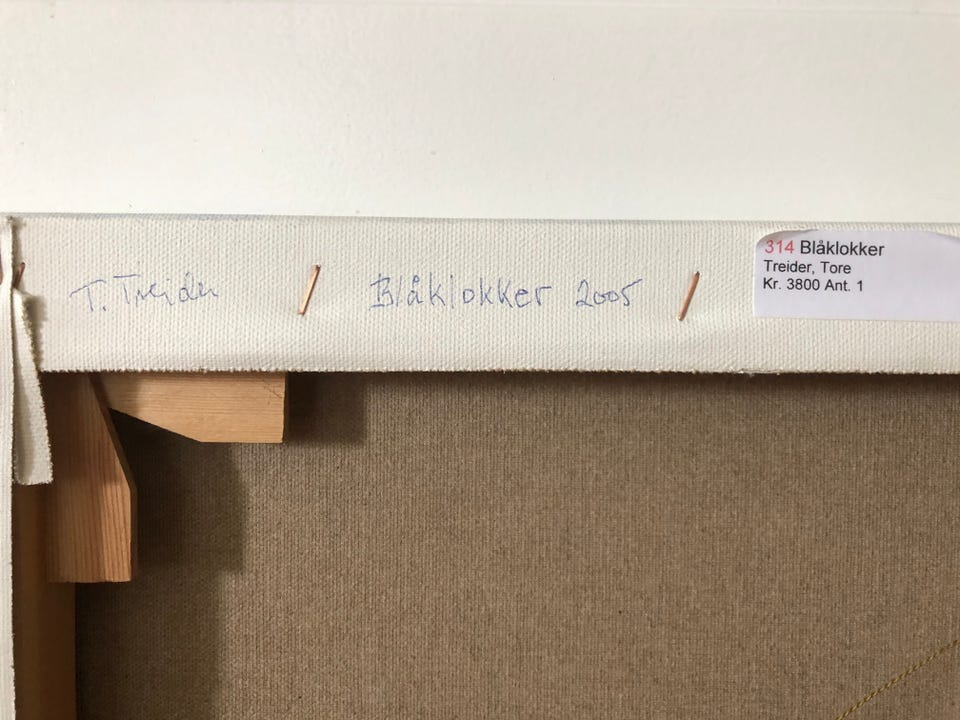 T. Treider
Blåklokker 2005
314 Blåklokker
Treider, Tore
Kr. 3800 Ant. 1